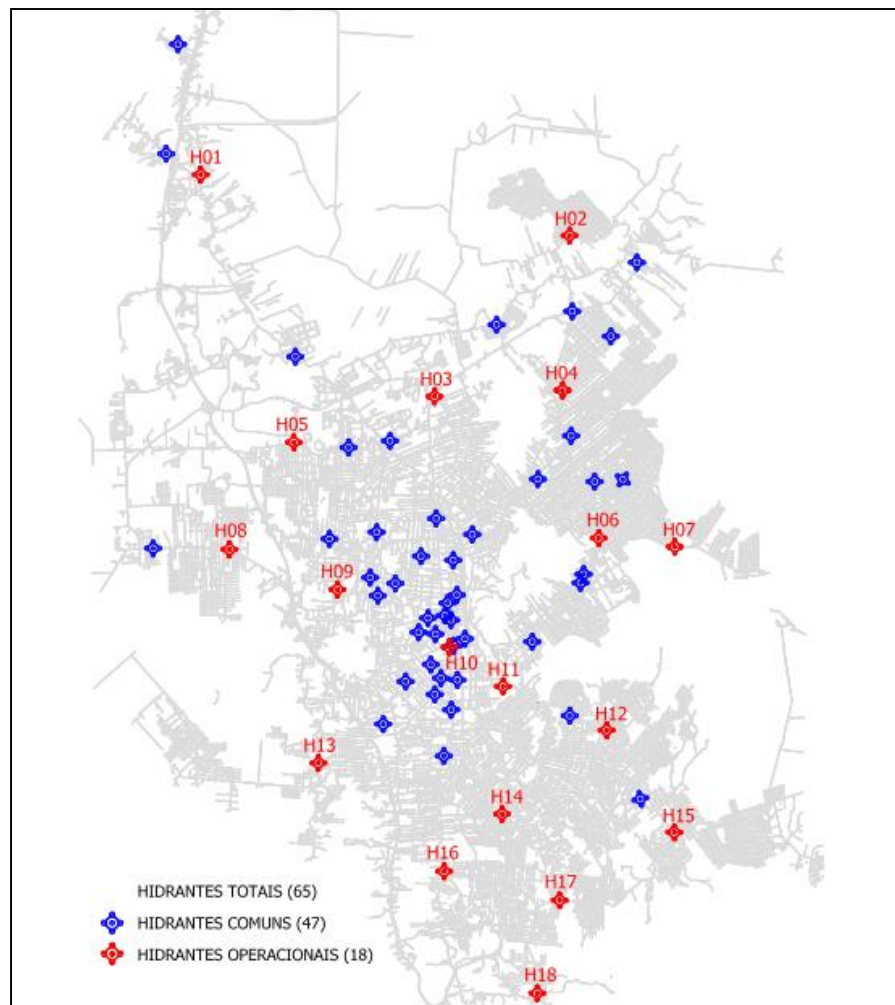 H01
H02
H03
H04
H05
H06
H07
H08
H09
H10
H11
H12
H13
H14
H15
H16
H17
H18
HIDRANTES TOTAIS (65)
HIDRANTES COMUNS (47)
HIDRANTES OPERACIONAIS (18)